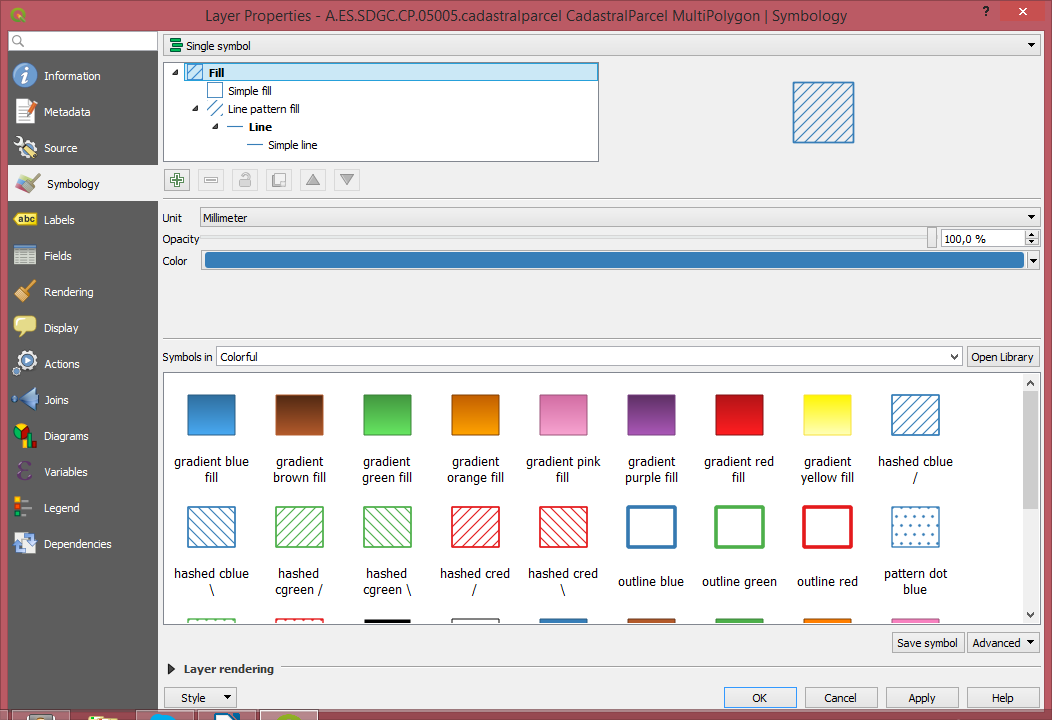 Layer Properties - A.ES.SDGC.CP.05005.cadastralparcel CadastralParcel MultiPolygon | Symbology
?
Single symbol
Information
Metadata
Source
Symbology
abc Labels
Fields
Rendering
Display
Actions
Joins
Diagrams
Variables
Legend
Dependencies
Fill
Simple fill
Line pattern fill
Line
Simple line
Unit Millimeter
Opacity 100,0 %
Color
Symbols in Colorful Open Library
gradient blue fill
gradient brown fill
gradient green fill
gradient orange fill
gradient pink fill
gradient purple fill
gradient red fill
gradient yellow fill
hashed cblue /
hashed cblue \
hashed cgreen /
hashed cgreen \
hashed cred /
hashed cred \
outline blue
outline green
outline red
pattern dot blue
Save symbol Advanced
Layer rendering
Style OK Cancel Apply Help